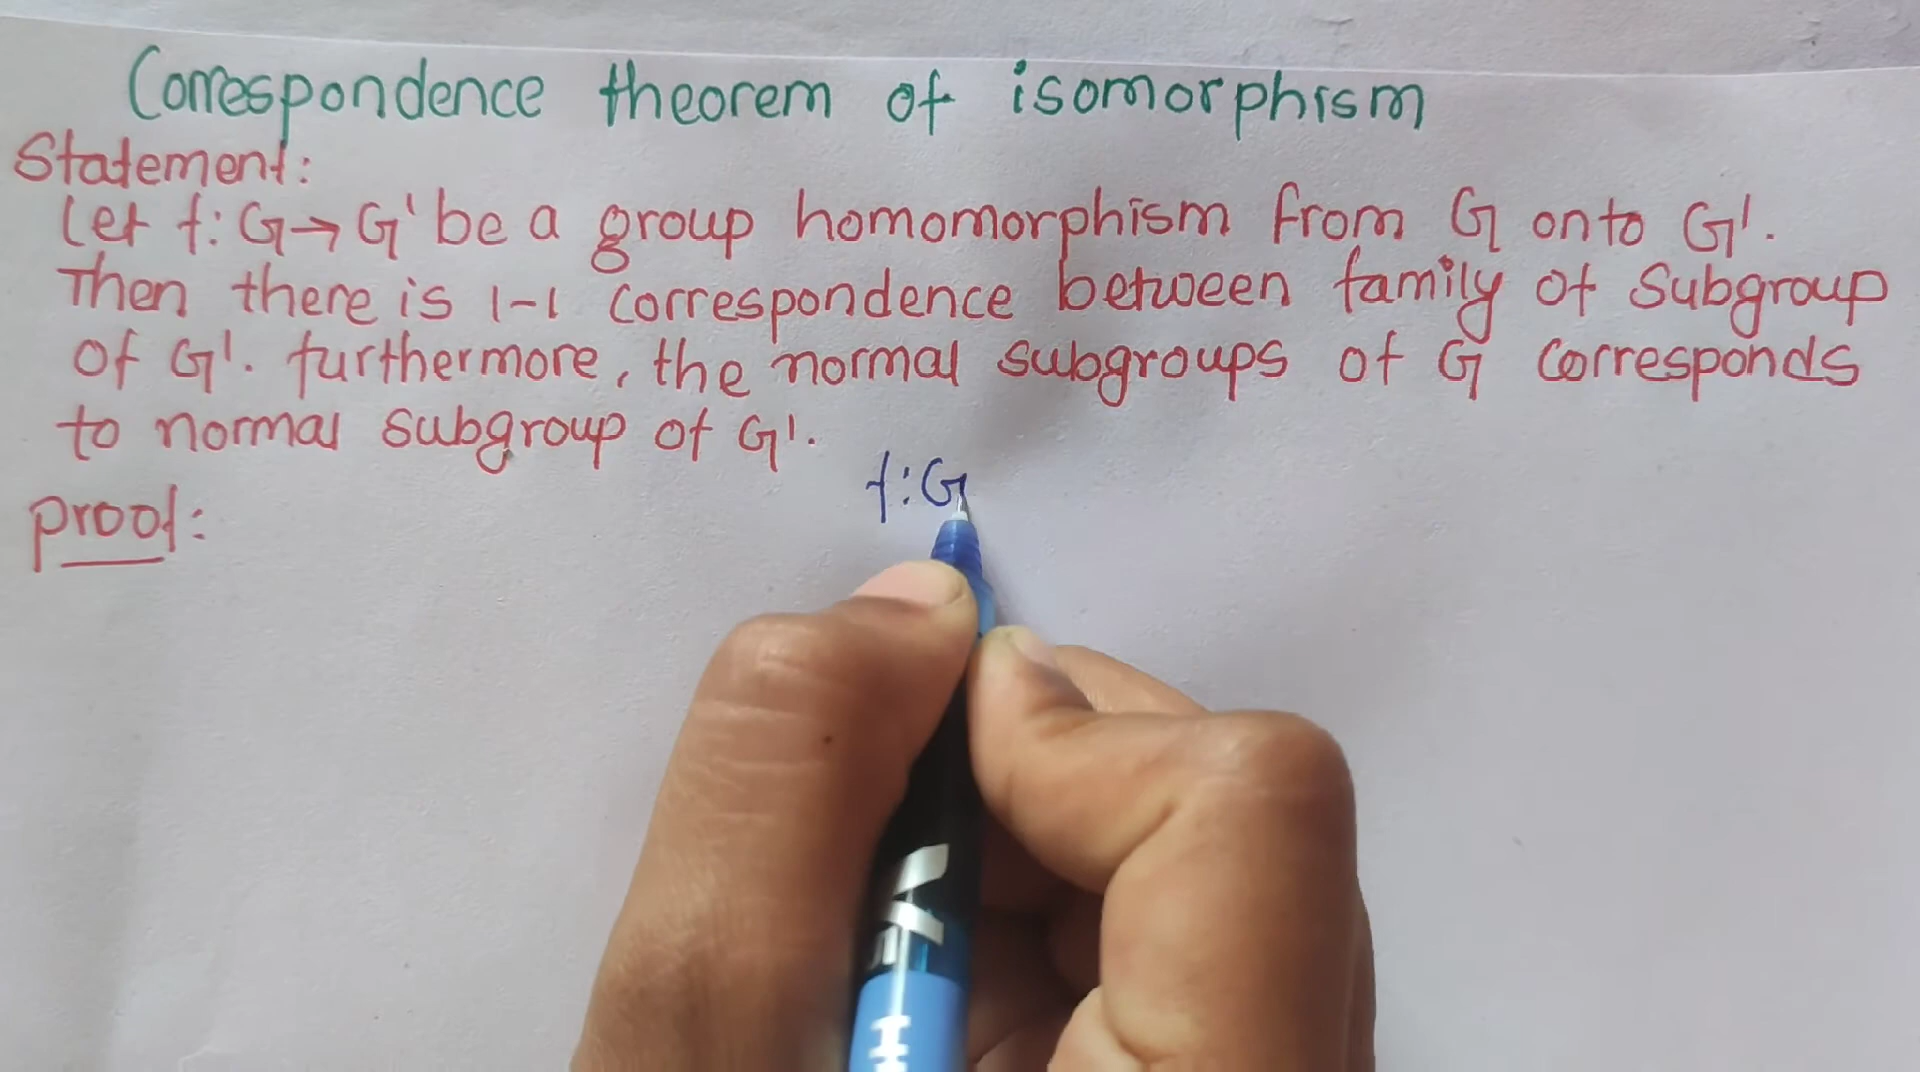 Correspondence theorem of isomorphism
Statement:
Let f: G→G' be a group homomorphism from G onto G'.
Then there is 1-1 correspondence between family of subgroup
of G'. furthermore, the normal subgroups of G corresponds
to normal subgroup of G'.
f:G
proof: